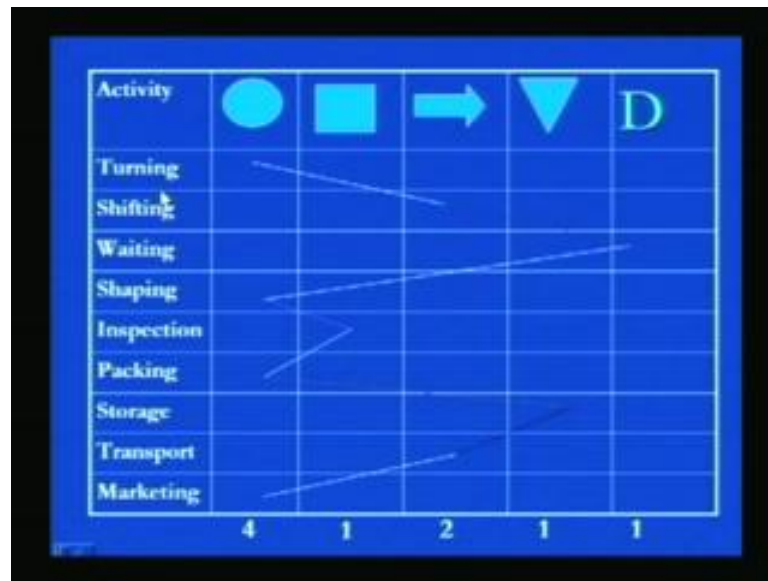 Activity D
Turning
Shifting
Waiting
Shaping
Inspection
Packing
Storage
Transport
Marketing
4 1 2 1 1